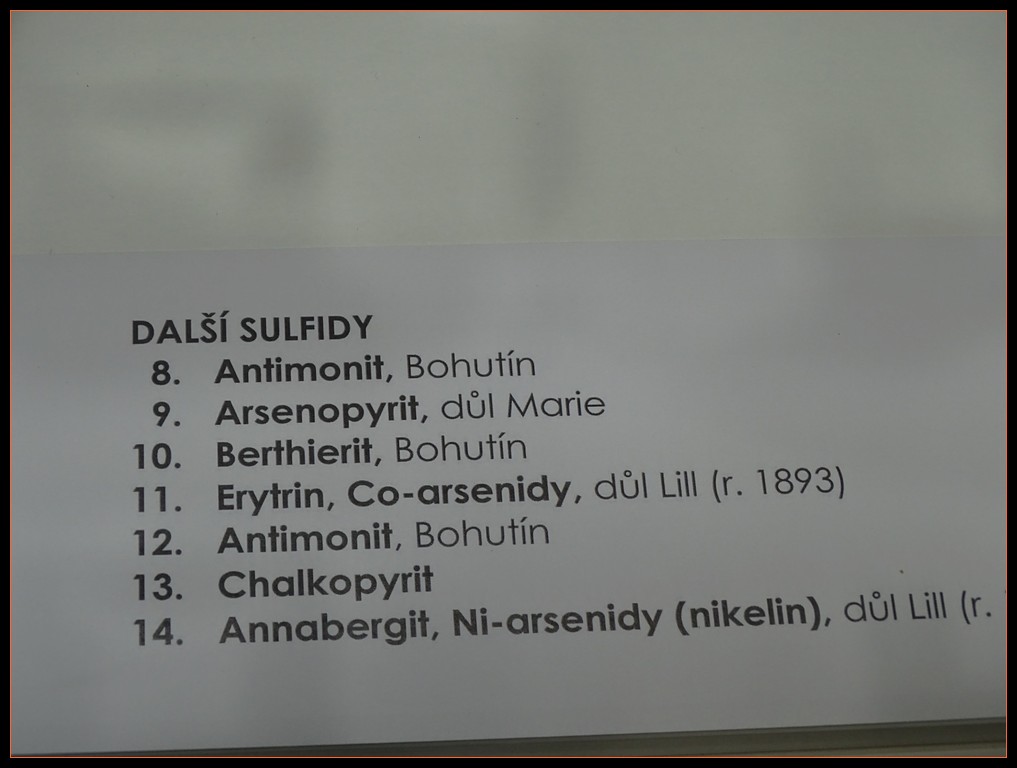 DALŠÍ SULFIDY
8. Antimonit, Bohutín
9. Arsenopyrit, důl Marie
10. Berthierit, Bohutín
11. Erytrin, Co-arsenidy, důl Lill (r. 1893)
12. Antimonit, Bohutín
13. Chalkopyrit
14. Annabergit, Ni-arsenidy (nikelin), důl Lill (r.